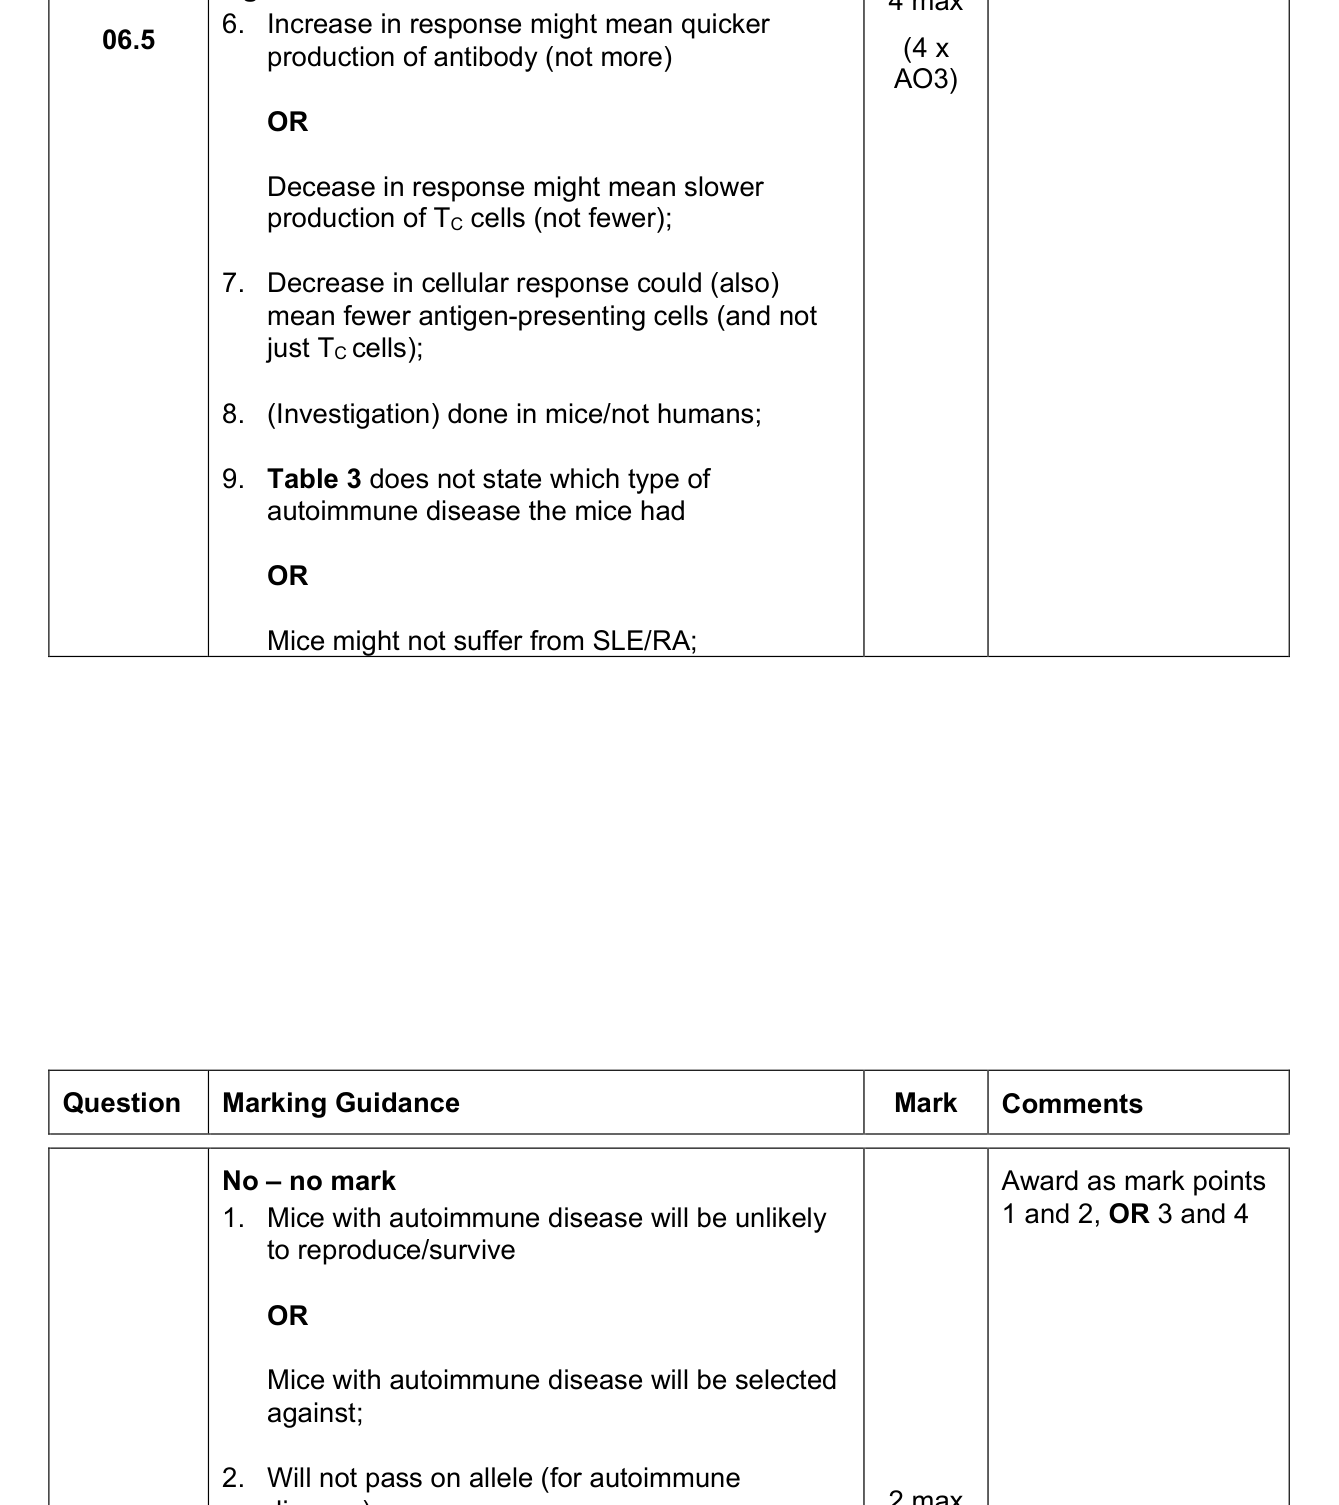 4 max
06.5
6. Increase in response might mean quicker
production of antibody (not more)
(4 x
AO3)
OR
Decease in response might mean slower
production of TC cells (not fewer);
7. Decrease in cellular response could (also)
mean fewer antigen-presenting cells (and not
just TC cells);
8. (Investigation) done in mice/not humans;
9. Table 3 does not state which type of
autoimmune disease the mice had
OR
Mice might not suffer from SLE/RA;
Question Marking Guidance Mark Comments
No – no mark
1. Mice with autoimmune disease will be unlikely
to reproduce/survive
OR
Mice with autoimmune disease will be selected
against;
2. Will not pass on allele (for autoimmune
2 max
Award as mark points
1 and 2, OR 3 and 4